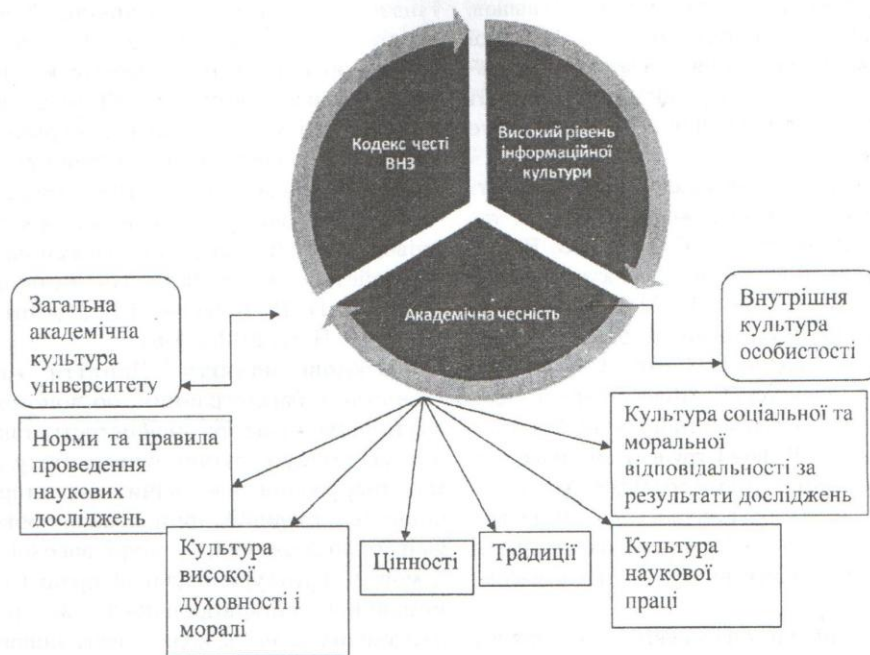 Кодекс честі
ВНЗ
Високий рівень
інформаційної
культури
Академічна чесність
Загальна
академічна
культура
університету
Внутрішня
культура
особистості
Норми та правила
проведення
наукових
досліджень
Культура соціальної та
моральної
відповідальності за
результати досліджень
Культура
високої
духовності і
моралі
Цінності
Традиції
Культура
наукової
праці